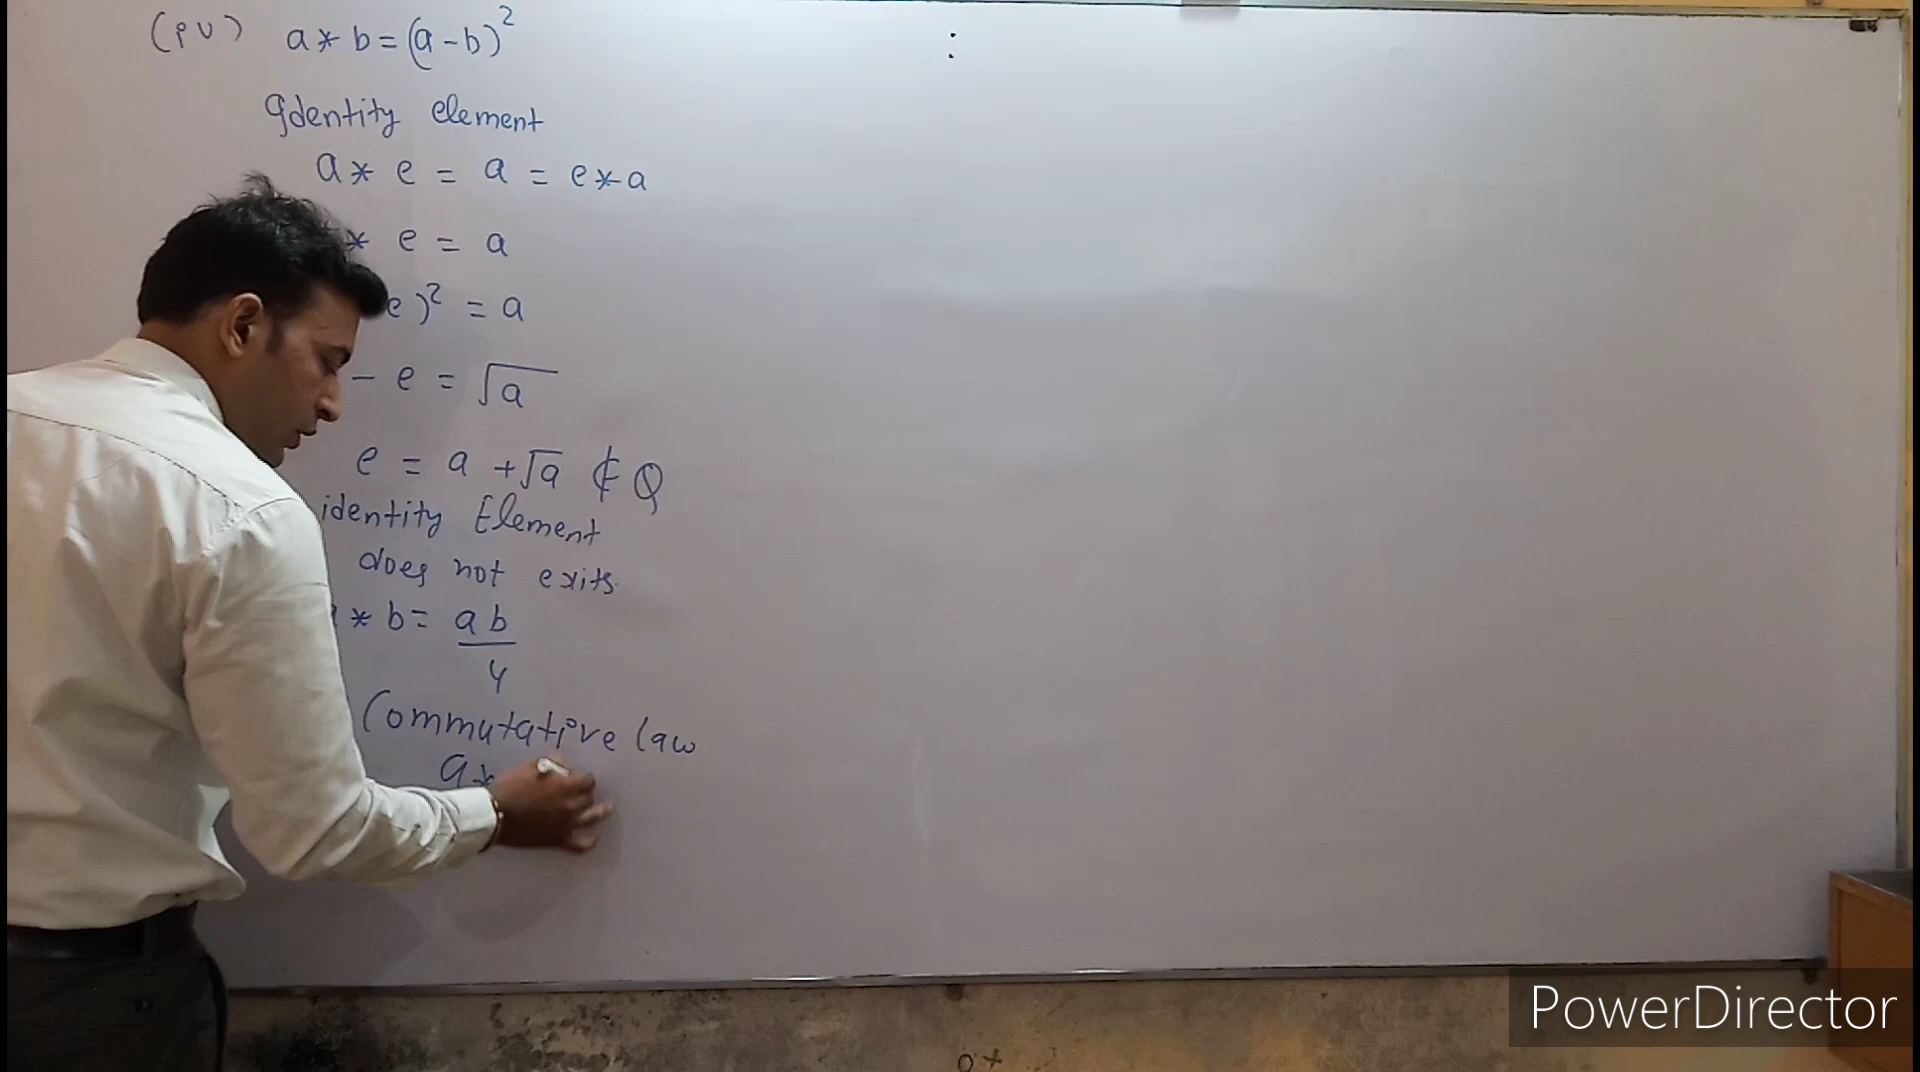 (iv) a * b = (a - b)²
Identity element
a * e = a = e * a
* e = a
e)² = a
- e = √a
e = a + √a ∉ Q
identity Element
does not exits.
* b = ab/4
Commutative law
a *
PowerDirector